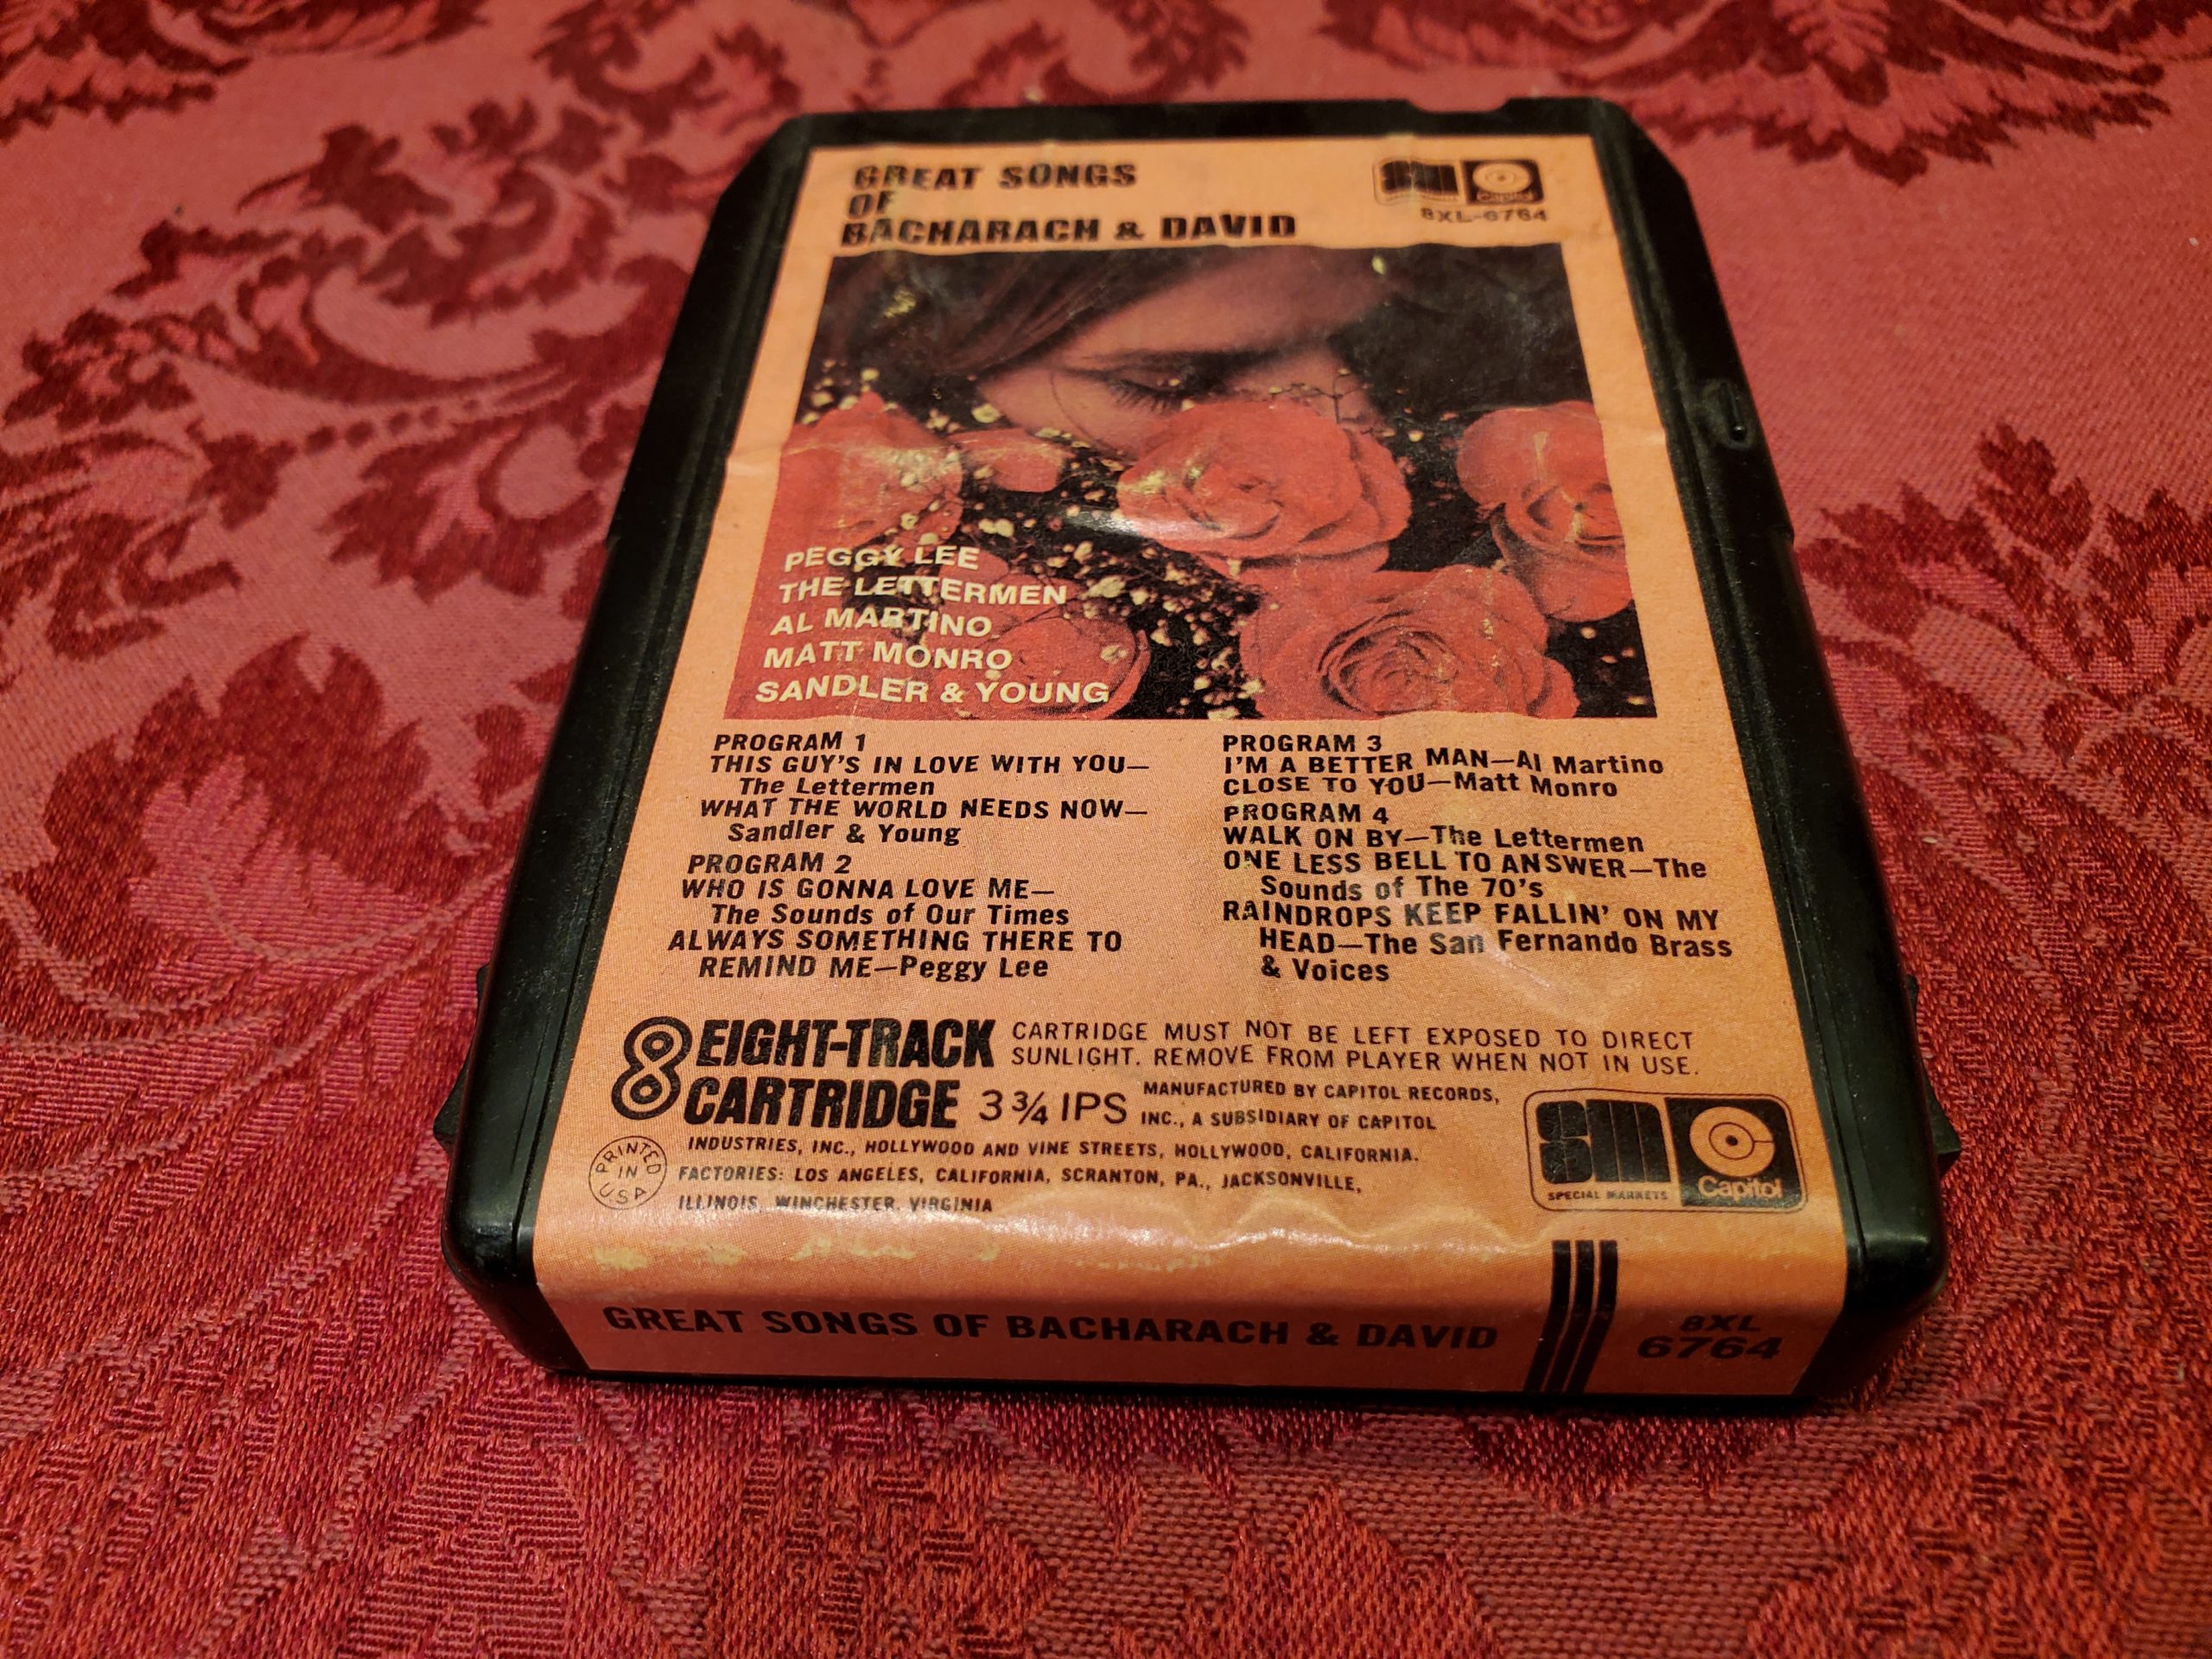 GREAT SONGS
OF
BACHARACH & DAVID
SM
Capitol
8XL-6764
PEGGY LEE
THE LETTERMEN
AL MARTINO
MATT MONRO
SANDLER & YOUNG
PROGRAM 1
THIS GUY'S IN LOVE WITH YOU—
The Lettermen
WHAT THE WORLD NEEDS NOW—
Sandler & Young
PROGRAM 2
WHO IS GONNA LOVE ME—
The Sounds of Our Times
ALWAYS SOMETHING THERE TO
REMIND ME—Peggy Lee
PROGRAM 3
I'M A BETTER MAN—Al Martino
CLOSE TO YOU—Matt Monro
PROGRAM 4
WALK ON BY—The Lettermen
ONE LESS BELL TO ANSWER—The
Sounds of The 70's
RAINDROPS KEEP FALLIN' ON MY
HEAD—The San Fernando Brass
& Voices
8 EIGHT-TRACK
CARTRIDGE
CARTRIDGE MUST NOT BE LEFT EXPOSED TO DIRECT
SUNLIGHT. REMOVE FROM PLAYER WHEN NOT IN USE.
3 3/4 IPS
MANUFACTURED BY CAPITOL RECORDS,
INC., A SUBSIDIARY OF CAPITOL
INDUSTRIES, INC., HOLLYWOOD AND VINE STREETS, HOLLYWOOD, CALIFORNIA.
FACTORIES: LOS ANGELES, CALIFORNIA, SCRANTON, PA., JACKSONVILLE,
ILLINOIS, WINCHESTER, VIRGINIA
PRINTED
IN
USA
SM
SPECIAL MARKETS
Capitol
GREAT SONGS OF BACHARACH & DAVID
8XL
6764